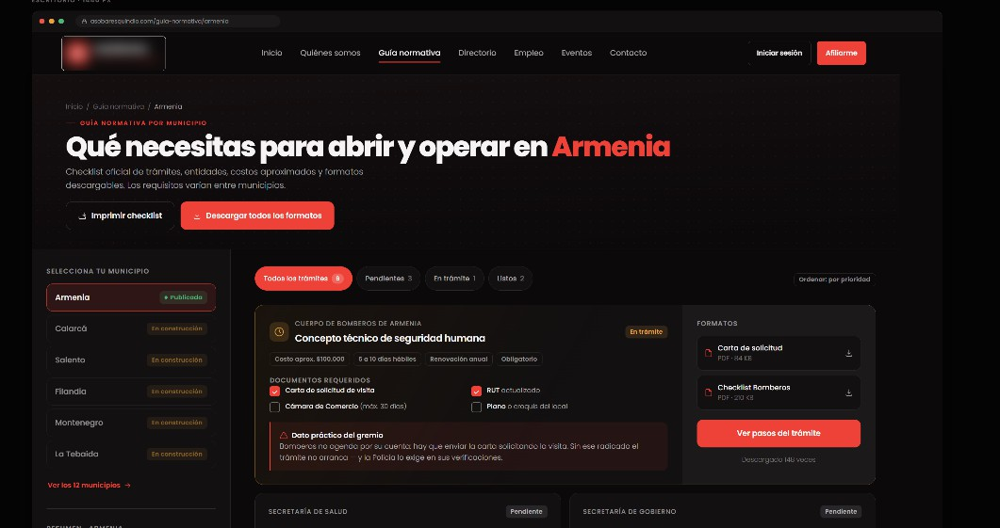 ESCRITORIO · 1440 PX
asobaresquindio.com/guia-normativa/armenia
Inicio Quiénes somos Guía normativa Directorio Empleo Eventos Contacto
Iniciar sesión Afiliarme
Inicio / Guía normativa / Armenia
GUÍA NORMATIVA POR MUNICIPIO
Qué necesitas para abrir y operar en Armenia
Checklist oficial de trámites, entidades, costos aproximados y formatos
descargables. Los requisitos varían entre municipios.
Imprimir checklist Descargar todos los formatos
SELECCIONA TU MUNICIPIO
Armenia Publicada
Calarcá En construcción
Salento En construcción
Filandia En construcción
Montenegro En construcción
La Tebaida En construcción
Ver los 12 municipios →
Todos los trámites 6 Pendientes 3 En trámite 1 Listos 2
Ordenar: por prioridad
CUERPO DE BOMBEROS DE ARMENIA
Concepto técnico de seguridad humana
En trámite
Costo aprox. $100.000 5 a 10 días hábiles Renovación anual Obligatorio
DOCUMENTOS REQUERIDOS
Carta de solicitud de visita RUT actualizado
Cámara de Comercio (máx. 30 días) Plano o croquis del local
Dato práctico del gremio
Bomberos no agenda por su cuenta: hay que enviar la carta solicitando la visita. Sin ese radicado el
trámite no arranca — y la Policía lo exige en sus verificaciones.
FORMATOS
Carta de solicitud
PDF · 84 KB
Checklist Bomberos
PDF · 210 KB
Ver pasos del trámite
Descargado 148 veces
SECRETARÍA DE SALUD Pendiente
SECRETARÍA DE GOBIERNO Pendiente